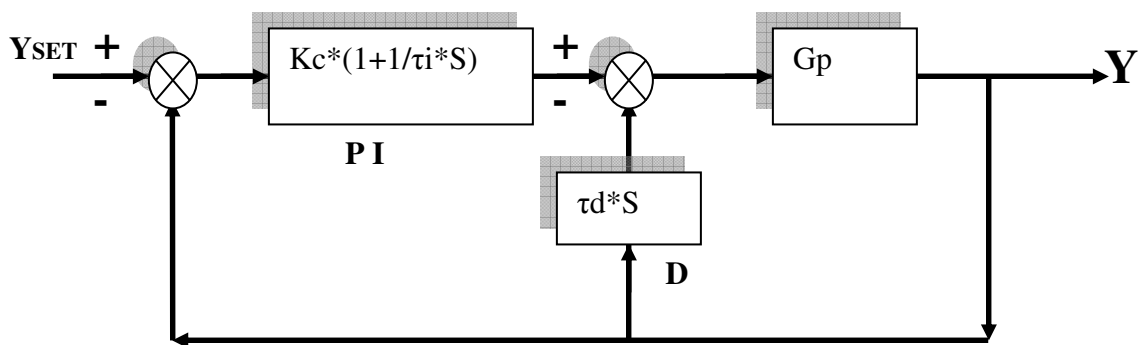 YSET + -
Kc*(1+1/τi*S)
P I
+ -
τd*S
D
Gp
Y